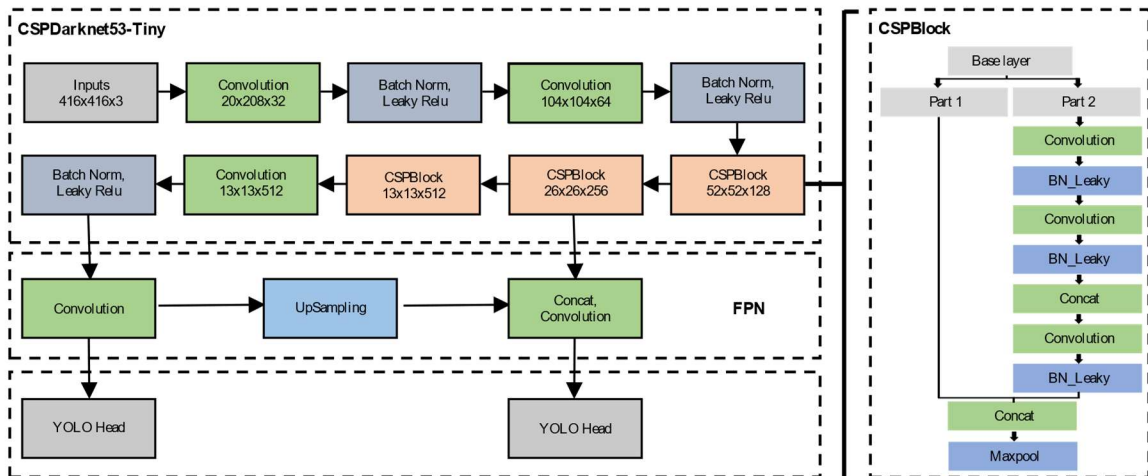 CSPDarknet53-Tiny
Inputs
416x416x3
Convolution
20x208x32
Batch Norm,
Leaky Relu
Convolution
104x104x64
Batch Norm,
Leaky Relu
Batch Norm,
Leaky Relu
Convolution
13x13x512
CSPBlock
13x13x512
CSPBlock
26x26x256
CSPBlock
52x52x128
Convolution
UpSampling
Concat,
Convolution
FPN
YOLO Head
YOLO Head
CSPBlock
Base layer
Part 1
Part 2
Convolution
BN_Leaky
Convolution
BN_Leaky
Concat
Convolution
BN_Leaky
Concat
Maxpool